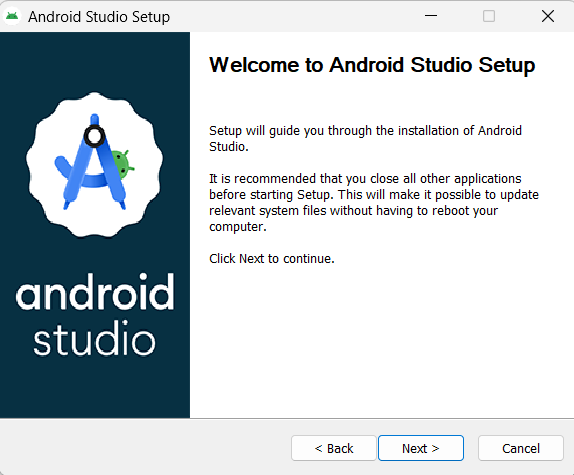 Android Studio Setup
Welcome to Android Studio Setup
Setup will guide you through the installation of Android
Studio.
It is recommended that you close all other applications
before starting Setup. This will make it possible to update
relevant system files without having to reboot your
computer.
Click Next to continue.
android
studio
< Back
Next >
Cancel